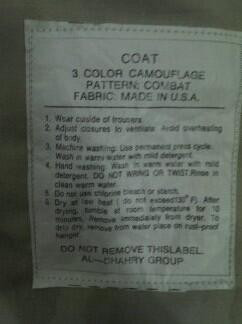 COAT
3 COLOR CAMOUFLAGE
PATTERN: COMBAT
FABRIC: MADE IN U.S.A.
1. Wear outside of trousers.
2. Adjust closures to ventilate. Avoid overheating
of body.
3. Machine washing: Use permanent press cycle.
Wash in warm water with mild detergent.
4. Hand washing: Wash in warm water with mild
detergent. DO NOT WRING OR TWIST. Rinse in
clean warm water.
5. Do not use chlorine bleach or starch.
6. Dry at low heat ( do not exceed130° F). After
drying, tumble at room temperature for 10
minutes. Remove immediately from dryer. To
drip dry, remove from water place on rust-proof
hanger.
DO NOT REMOVE THISLABEL.
AL-DHAHRY GROUP